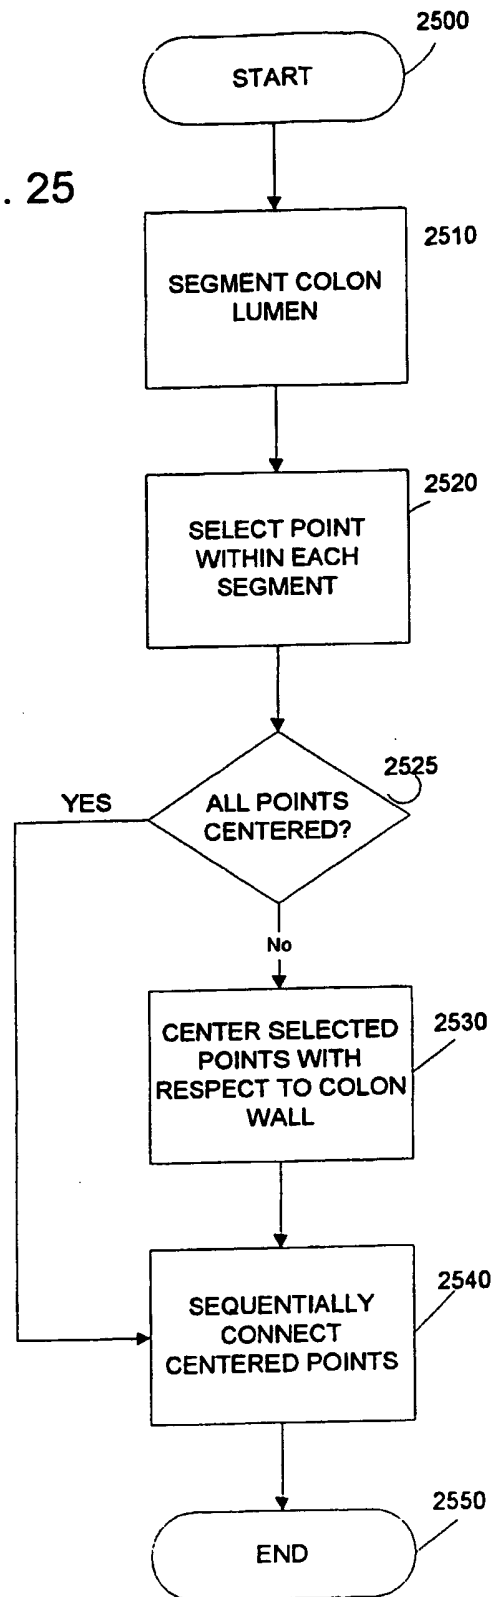 2500
START
. 25
2510
SEGMENT COLON
LUMEN
2520
SELECT POINT
WITHIN EACH
SEGMENT
2525
YES
ALL POINTS
CENTERED?
No
2530
CENTER SELECTED
POINTS WITH
RESPECT TO COLON
WALL
2540
SEQUENTIALLY
CONNECT
CENTERED POINTS
2550
END